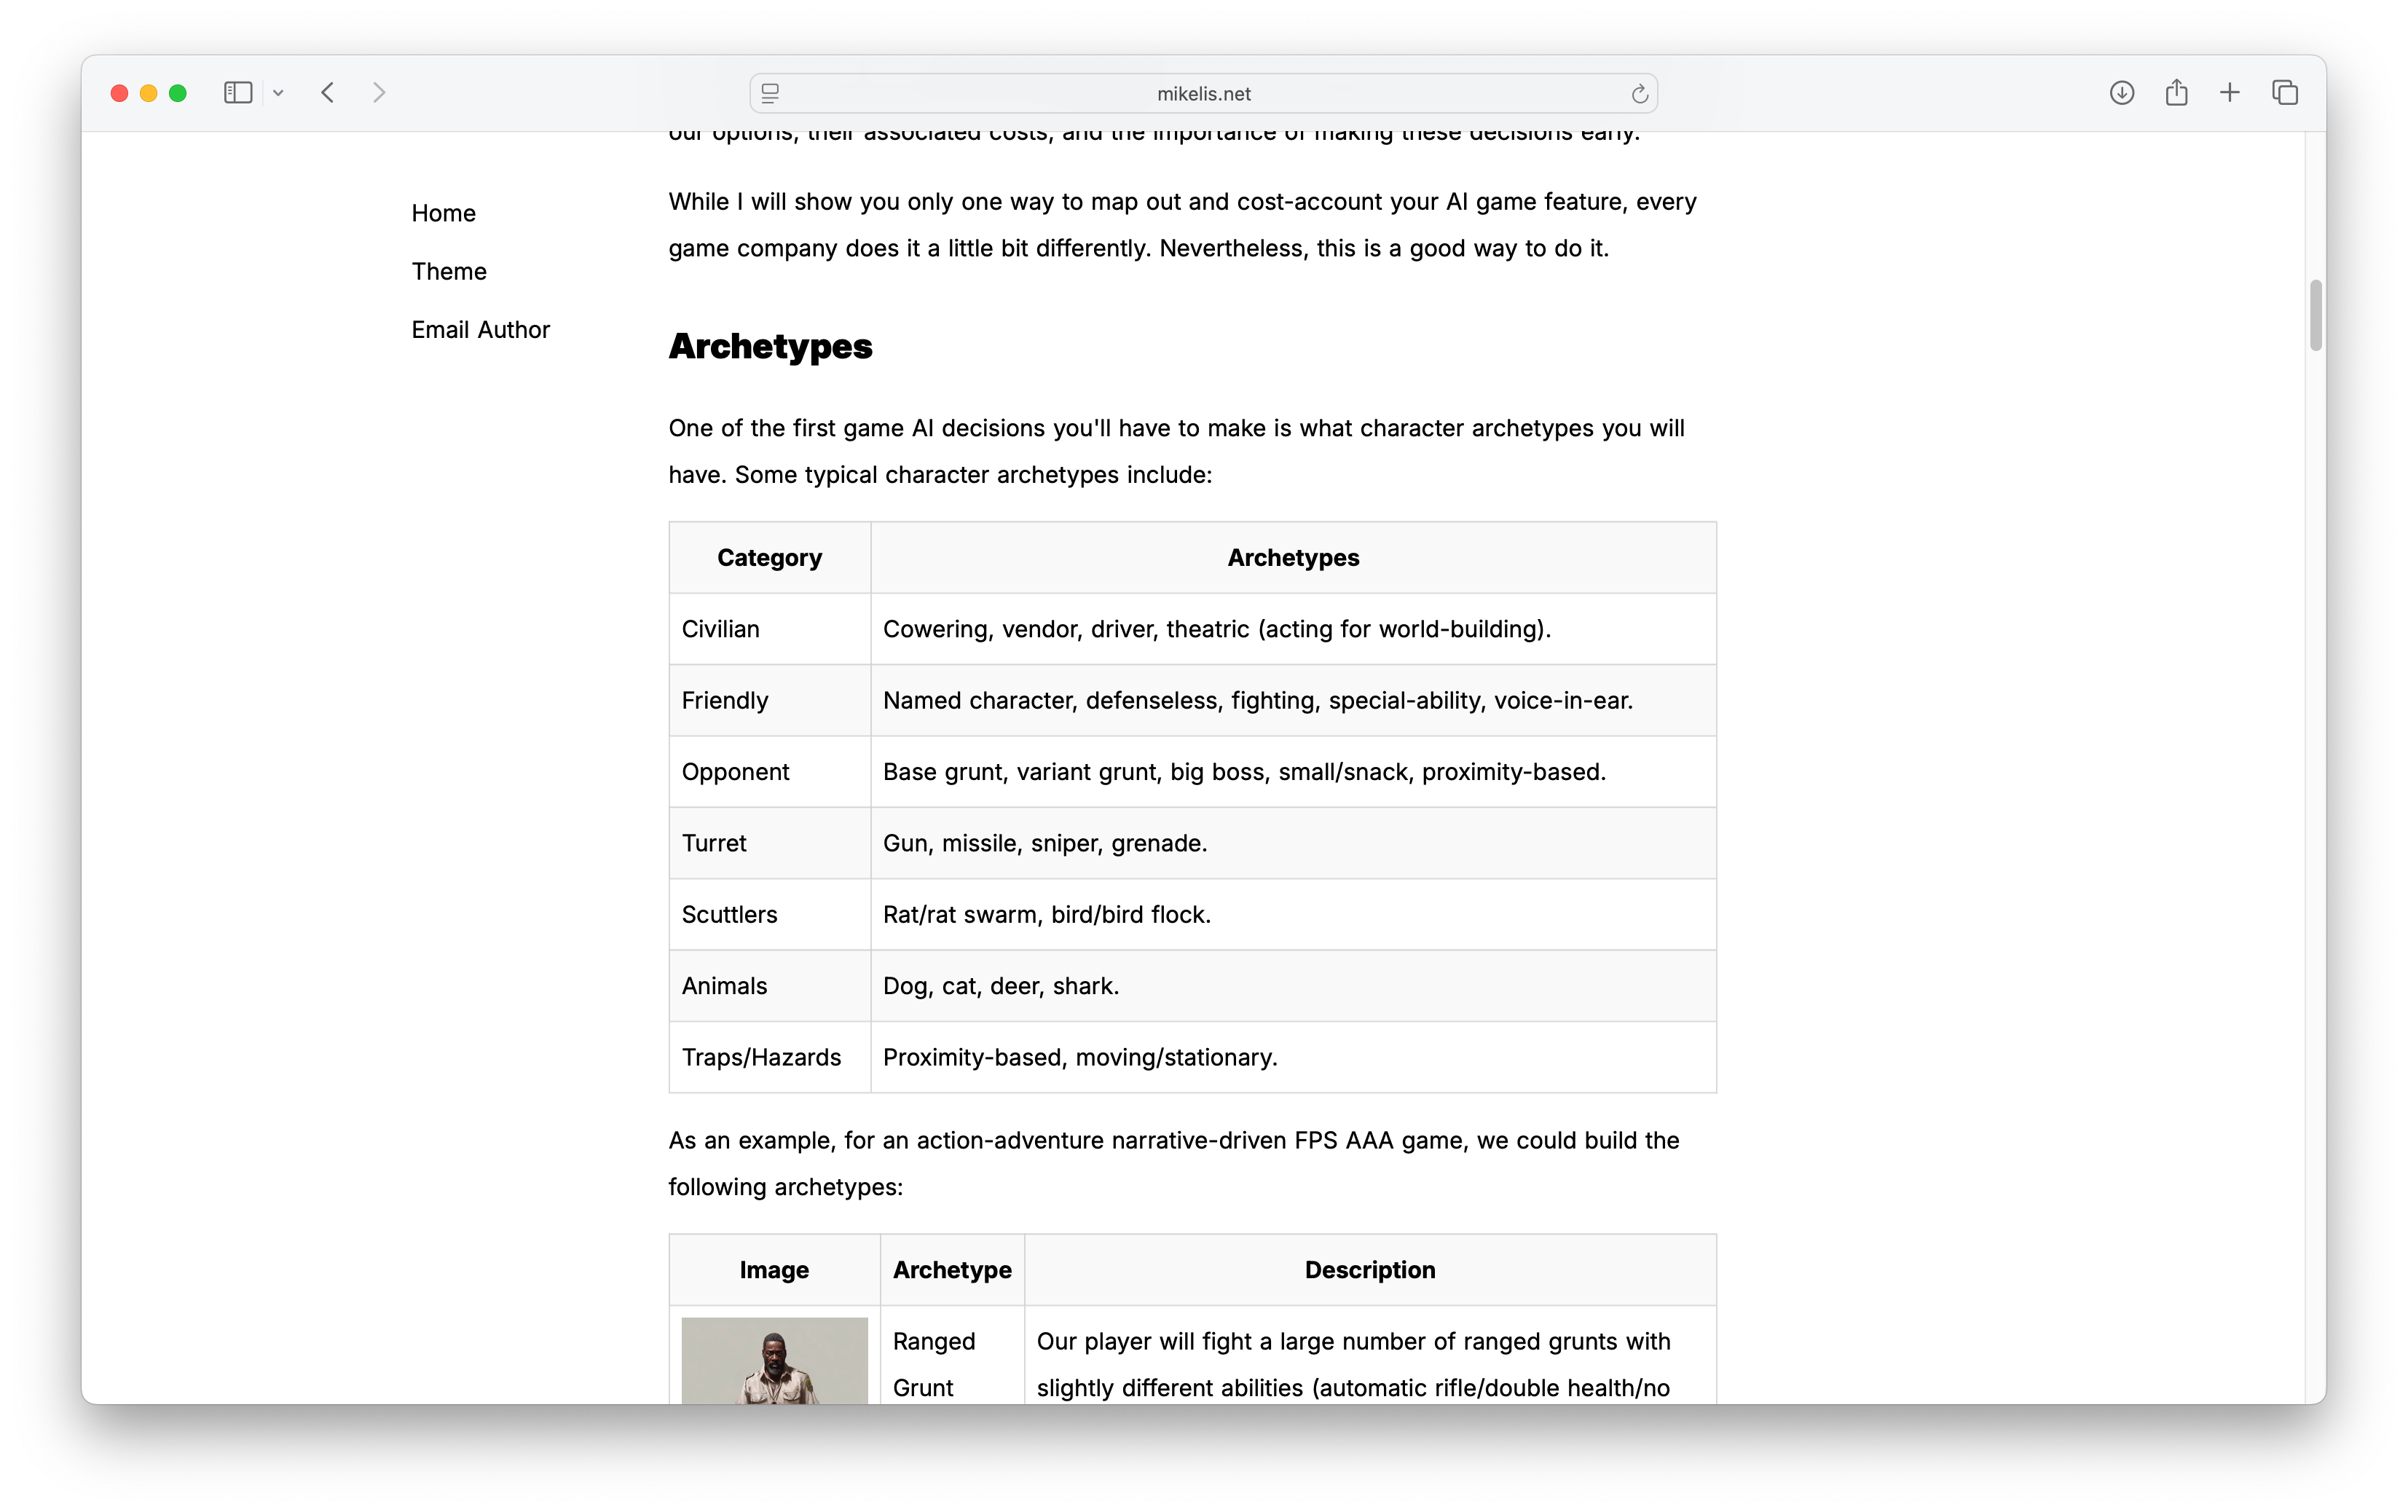 mikelis.net
our options, their associated costs, and the importance of making these decisions early.
Home
Theme
Email Author
While I will show you only one way to map out and cost-account your AI game feature, every
game company does it a little bit differently. Nevertheless, this is a good way to do it.
Archetypes
One of the first game AI decisions you'll have to make is what character archetypes you will
have. Some typical character archetypes include:
Category Archetypes
Civilian Cowering, vendor, driver, theatric (acting for world-building).
Friendly Named character, defenseless, fighting, special-ability, voice-in-ear.
Opponent Base grunt, variant grunt, big boss, small/snack, proximity-based.
Turret Gun, missile, sniper, grenade.
Scuttlers Rat/rat swarm, bird/bird flock.
Animals Dog, cat, deer, shark.
Traps/Hazards Proximity-based, moving/stationary.
As an example, for an action-adventure narrative-driven FPS AAA game, we could build the
following archetypes:
Image Archetype Description
Ranged Our player will fight a large number of ranged grunts with
Grunt slightly different abilities (automatic rifle/double health/no